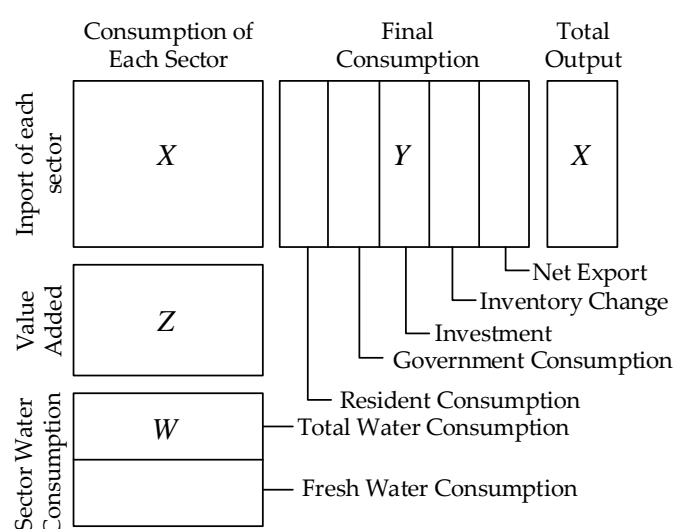 Consumption of
Each Sector
Final
Consumption
Total
Output
Inport of each
sector
X
Y
X
Net Export
Inventory Change
Investment
Government Consumption
Resident Consumption
Value
Added
Z
Sector Water
Consumption
W
Total Water Consumption
Fresh Water Consumption